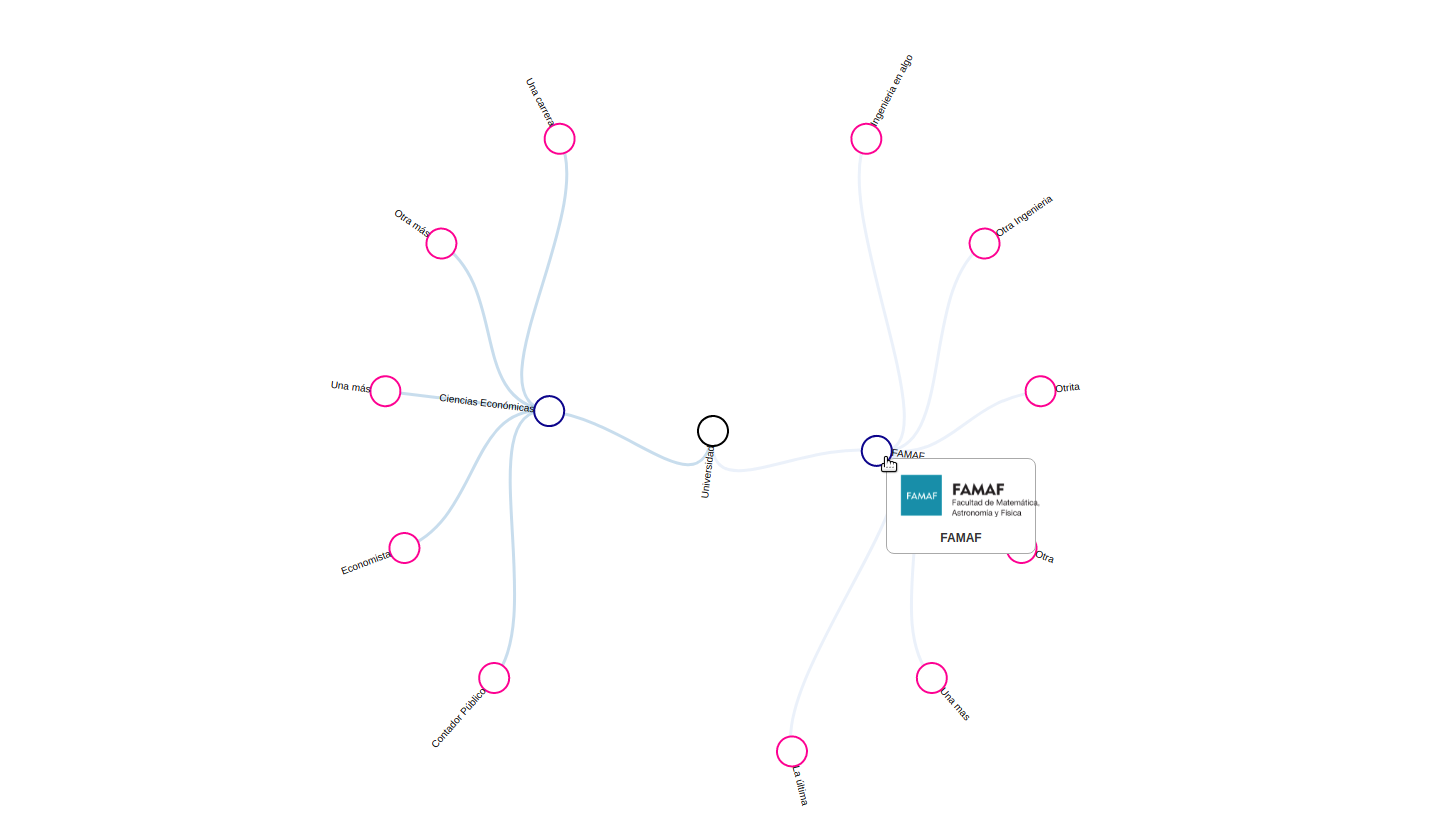 Ingeniería en algo
Una carrera
Otra Ingenieria
Otra más
Una más
Otrita
Ciencias Económicas
Universidad
FAMAF
FAMAF
FAMAF
Facultad de Matemática,
Astronomía y Física
FAMAF
Otra
Economista
Contador Público
Una mas
La última